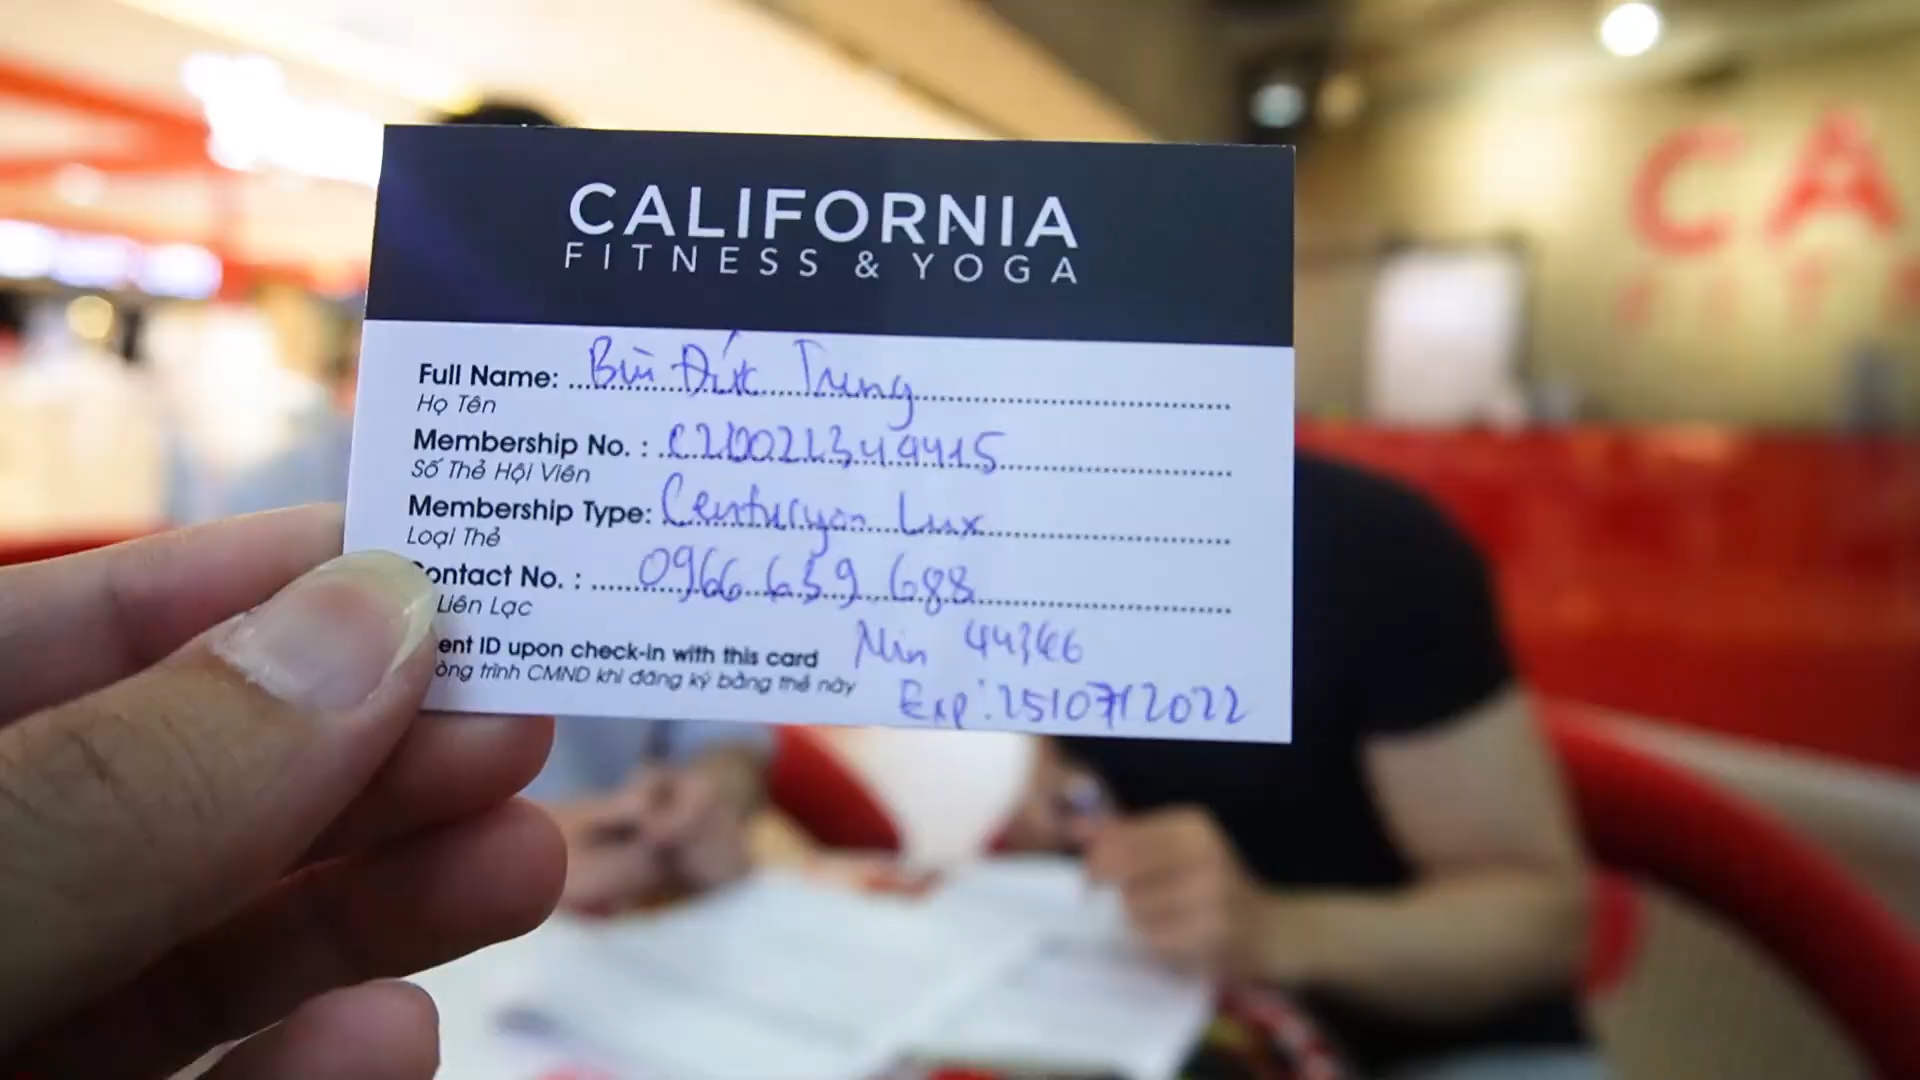 CALIFORNIA
FITNESS & YOGA
Full Name: Bùi Đức Trung
Họ Tên
Membership No. :
Số Thẻ Hội Viên
Membership Type: Centuryon Lux
Loại Thẻ
ontact No. : 0966.659.688
Liên Lạc
ent ID upon check-in with this card
òng trình CMND khi đăng ký bằng thẻ này
Exp: 25/07/2022
CA